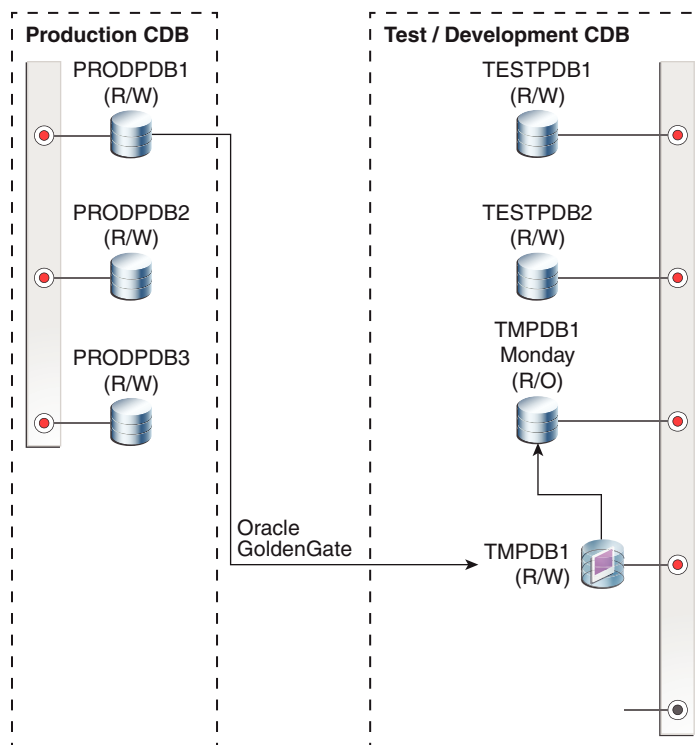 Production CDB
PRODPDB1
(R/W)
PRODPDB2
(R/W)
PRODPDB3
(R/W)
Oracle
GoldenGate
Test / Development CDB
TESTPDB1
(R/W)
TESTPDB2
(R/W)
TMPDB1
Monday
(R/O)
TMPDB1
(R/W)